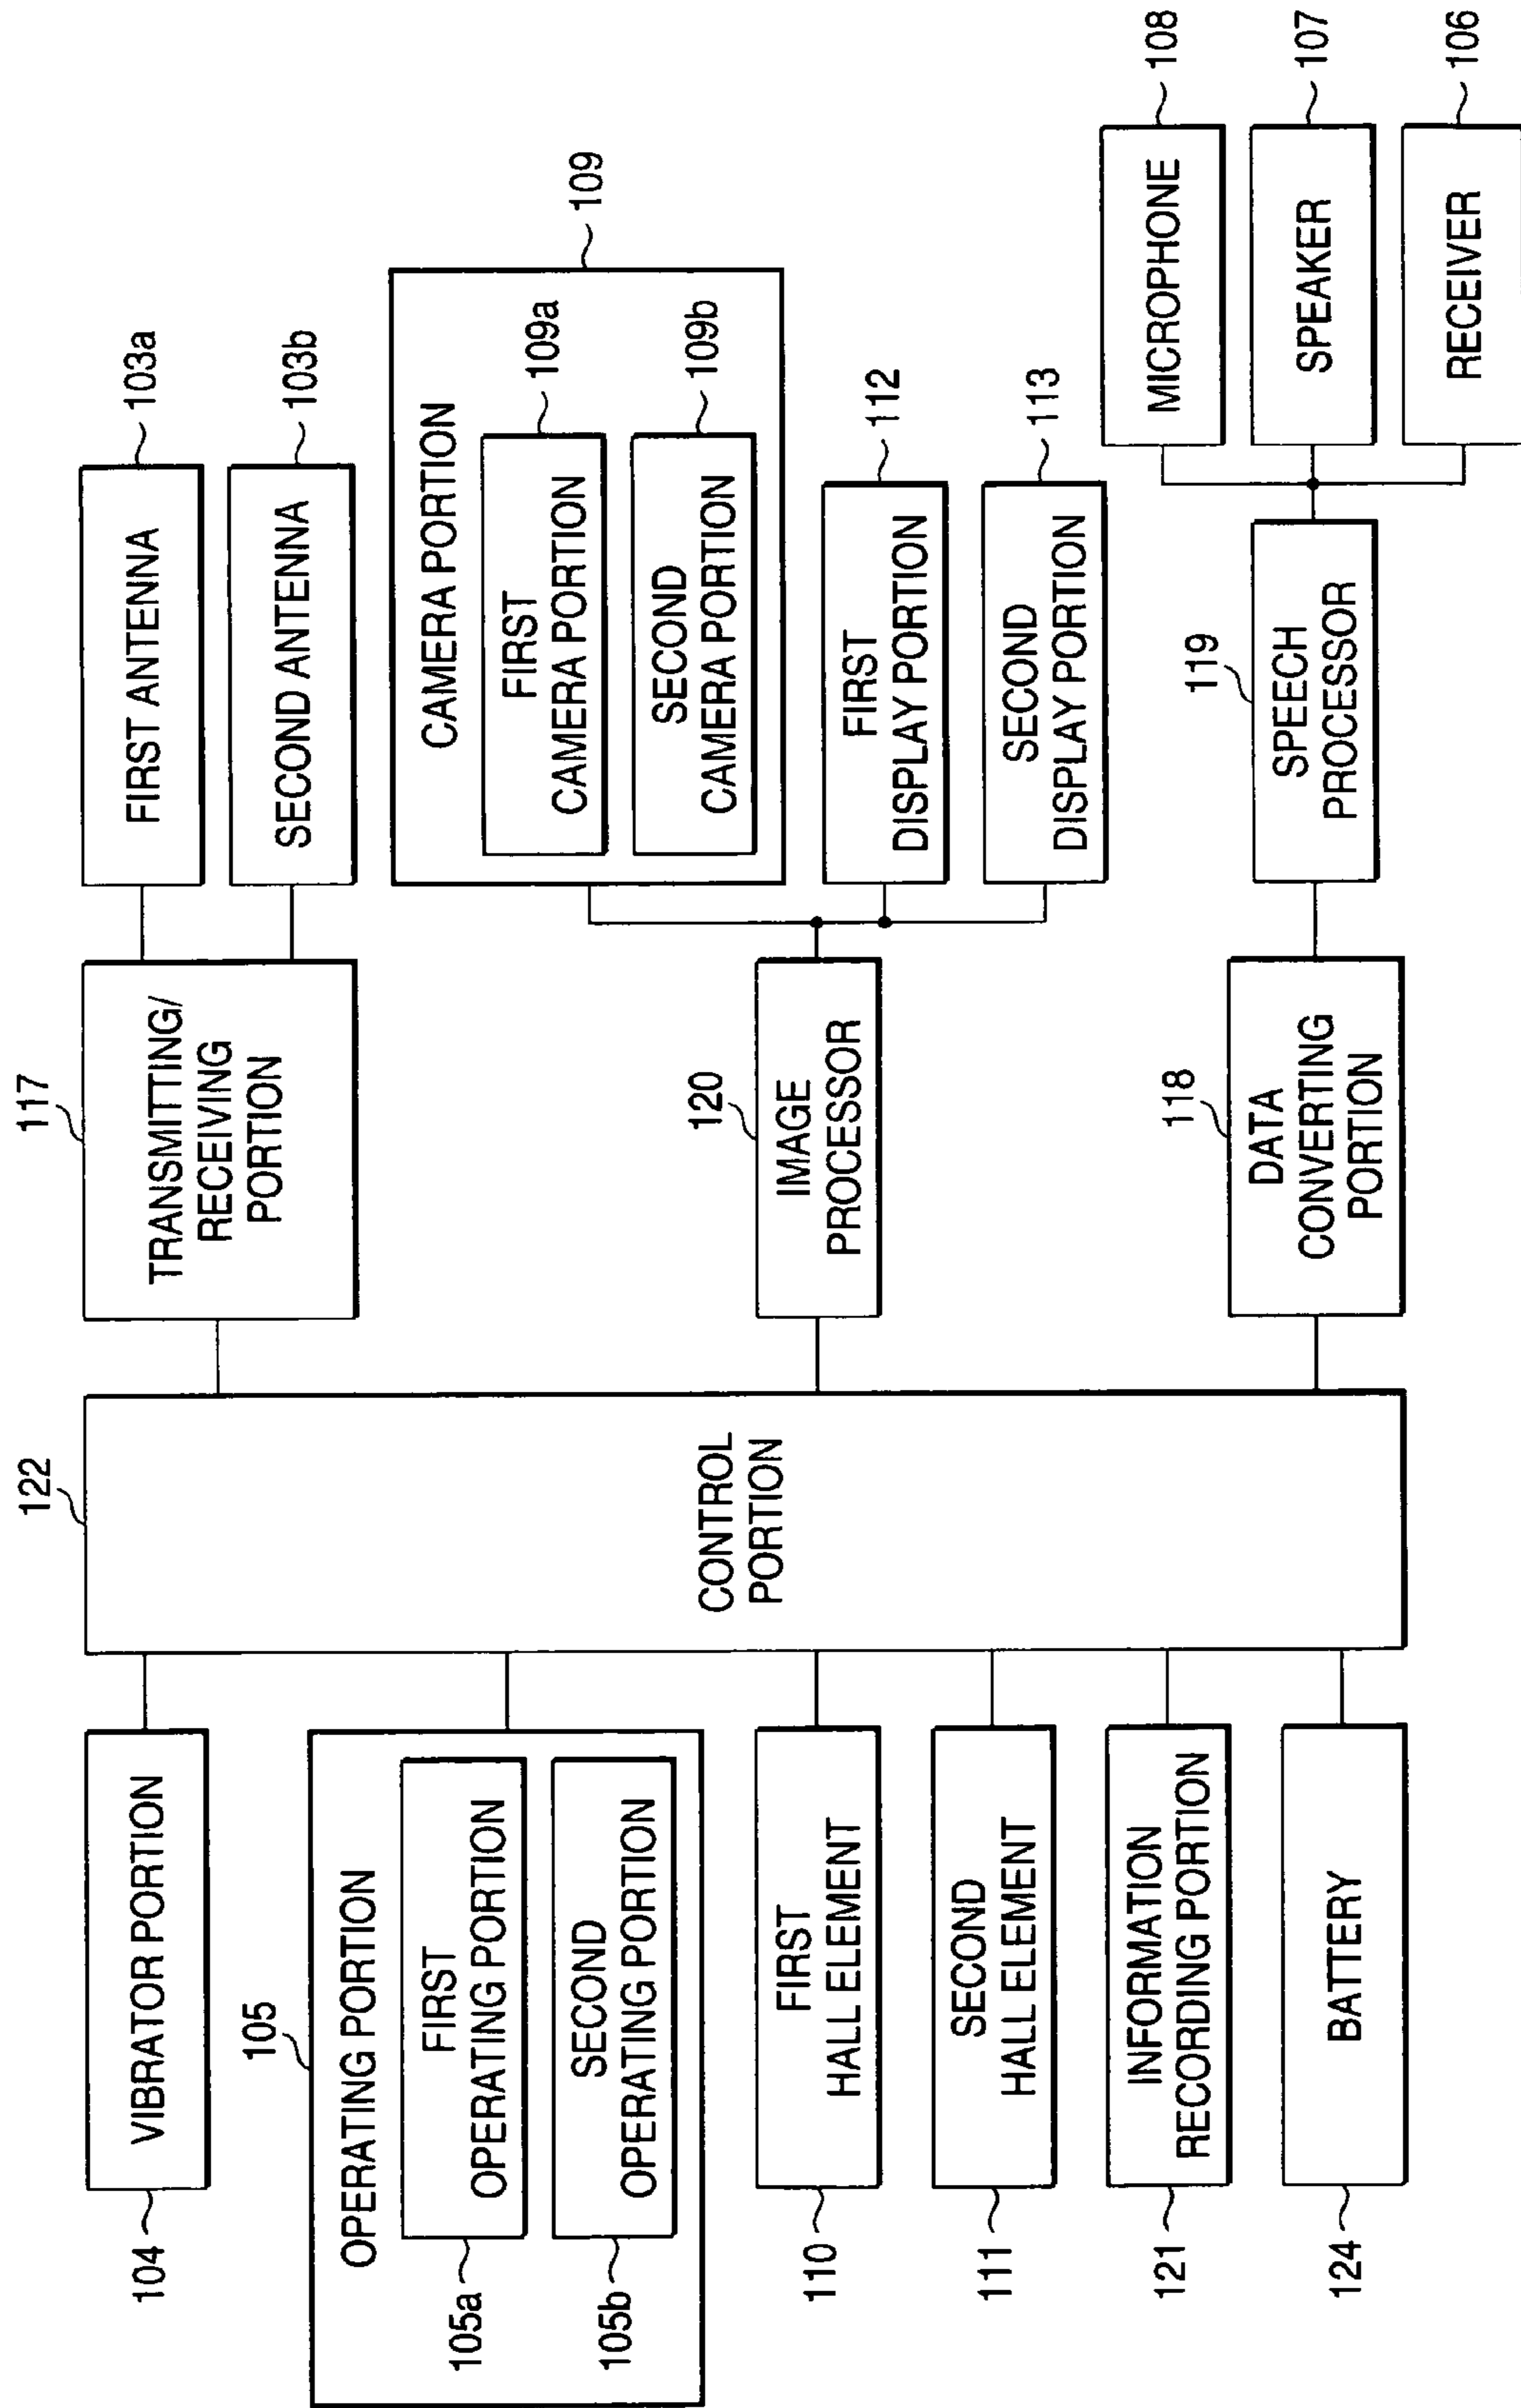 122
CONTROL
PORTION
104
VIBRATOR PORTION
105
OPERATING PORTION
105a
FIRST
OPERATING PORTION
105b
SECOND
OPERATING PORTION
110
FIRST
HALL ELEMENT
111
SECOND
HALL ELEMENT
121
INFORMATION
RECORDING PORTION
124
BATTERY
117
TRANSMITTING/
RECEIVING
PORTION
FIRST ANTENNA
103a
SECOND ANTENNA
103b
120
IMAGE
PROCESSOR
CAMERA PORTION
109
FIRST
CAMERA PORTION
109a
SECOND
CAMERA PORTION
109b
FIRST
DISPLAY PORTION
112
SECOND
DISPLAY PORTION
113
118
DATA
CONVERTING
PORTION
119
SPEECH
PROCESSOR
MICROPHONE
108
SPEAKER
107
RECEIVER
106